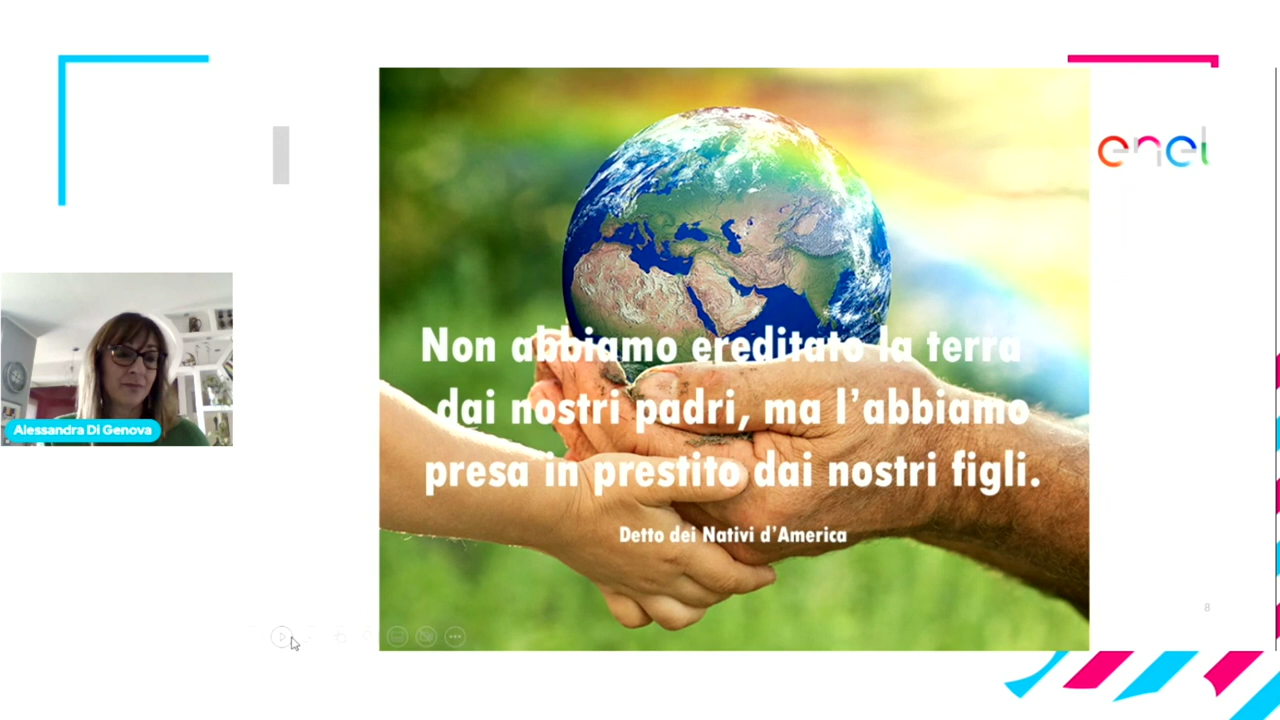 enel
Non abbiamo ereditato la terra
dai nostri padri, ma l'abbiamo
presa in prestito dai nostri figli.
Detto dei Nativi d'America
Alessandra Di Genova
8